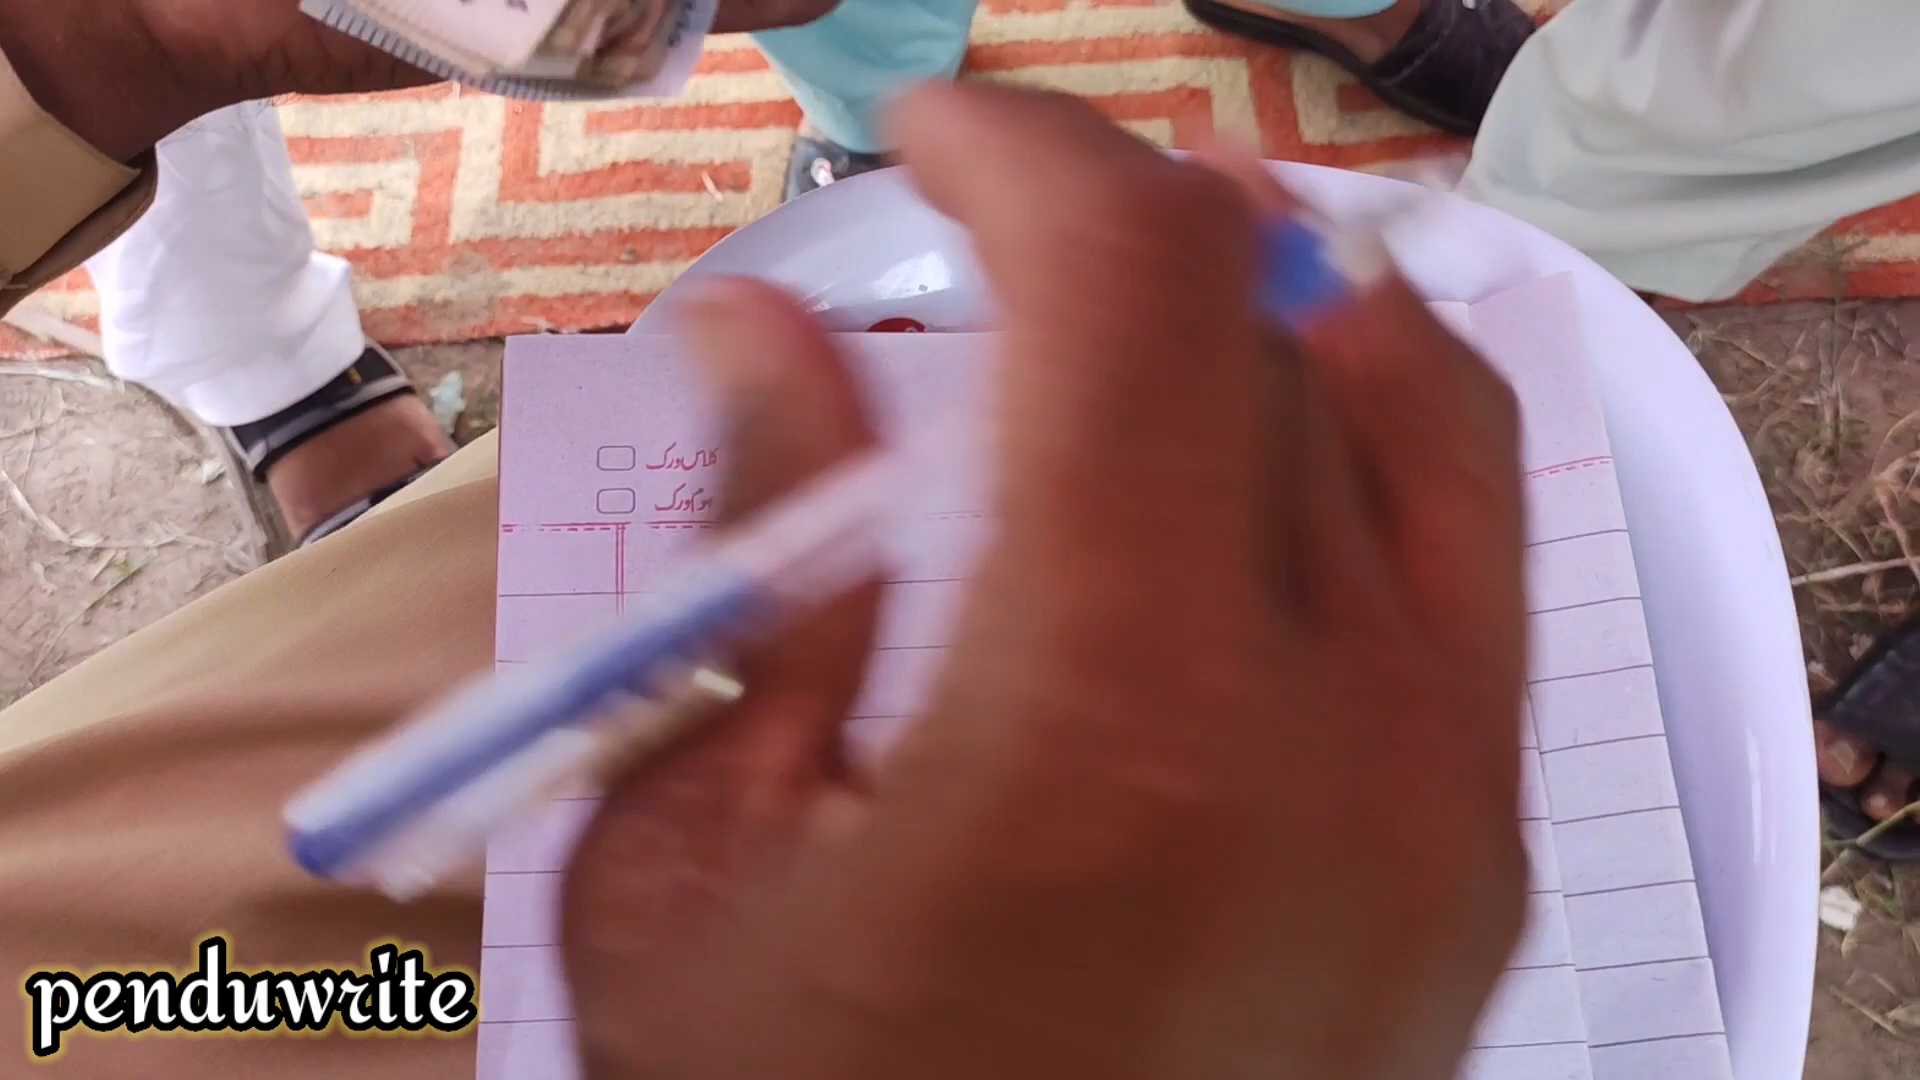 کلاس ورک
ہوم ورک
penduwrite